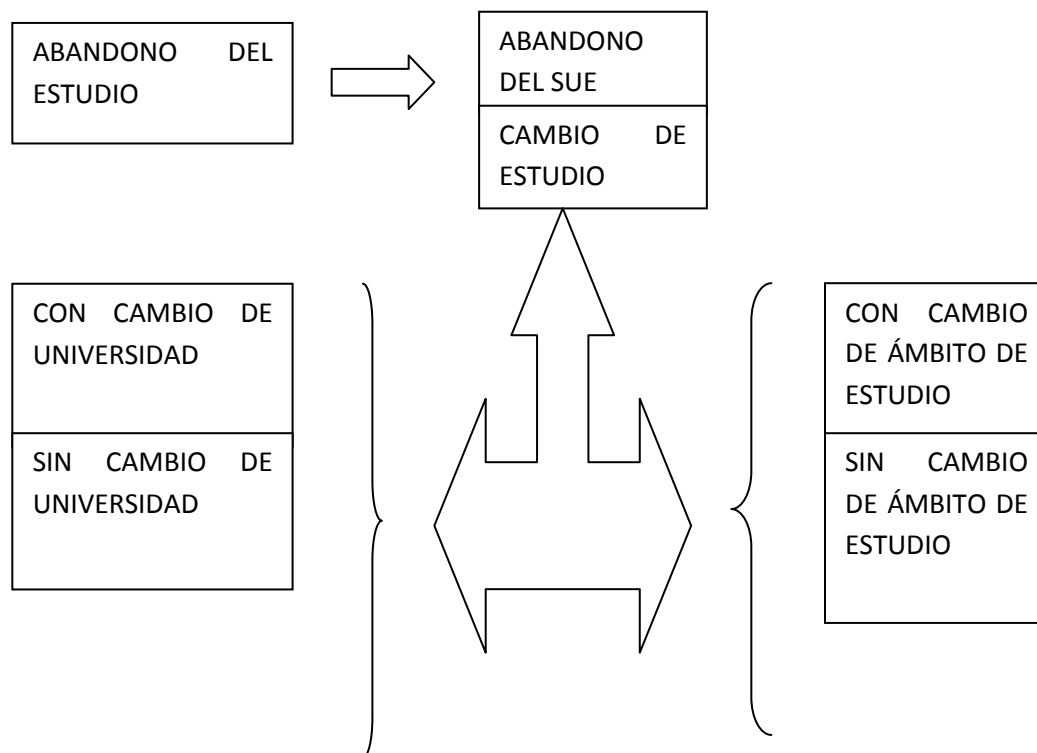 ABANDONO DEL
ESTUDIO
ABANDONO
DEL SUE
CAMBIO DE
ESTUDIO
CON CAMBIO DE
UNIVERSIDAD
SIN CAMBIO DE
UNIVERSIDAD
CON CAMBIO
DE ÁMBITO DE
ESTUDIO
SIN CAMBIO
DE ÁMBITO DE
ESTUDIO